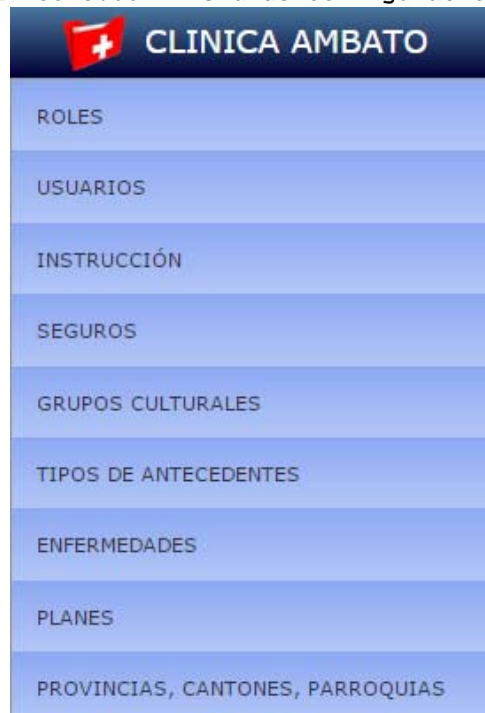 CLINICA AMBATO
ROLES
USUARIOS
INSTRUCCIÓN
SEGUROS
GRUPOS CULTURALES
TIPOS DE ANTECEDENTES
ENFERMEDADES
PLANES
PROVINCIAS, CANTONES, PARROQUIAS